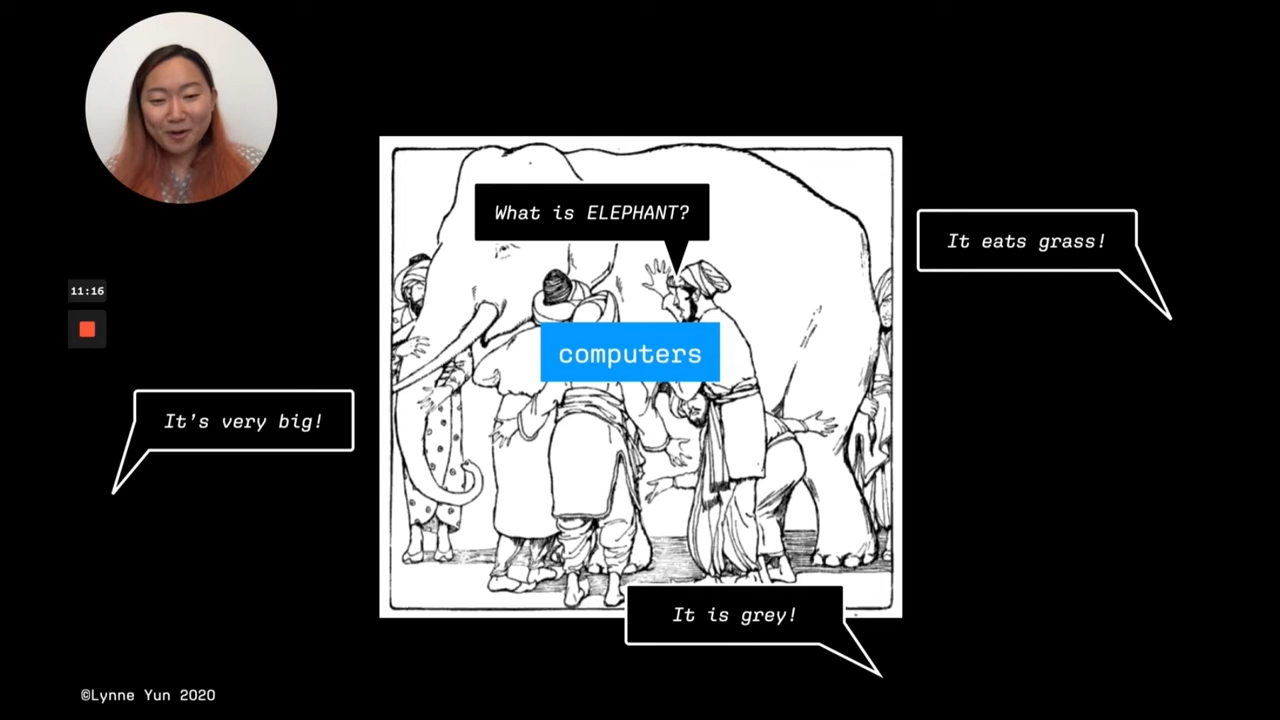 What is ELEPHANT?
It eats grass!
11:16
computers
It's very big!
It is grey!
©Lynne Yun 2020